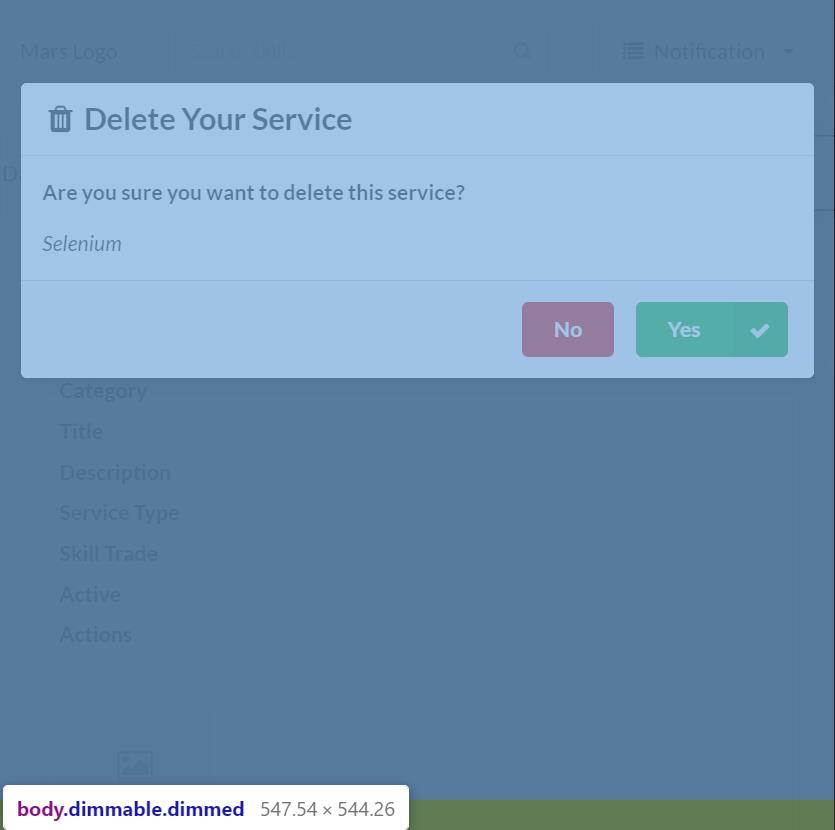 Mars Logo
Search skills
Notification
Delete Your Service
Are you sure you want to delete this service?
Selenium
No
Yes
Category
Title
Description
Service Type
Skill Trade
Active
Actions
body.dimmable.dimmed 547.54 × 544.26